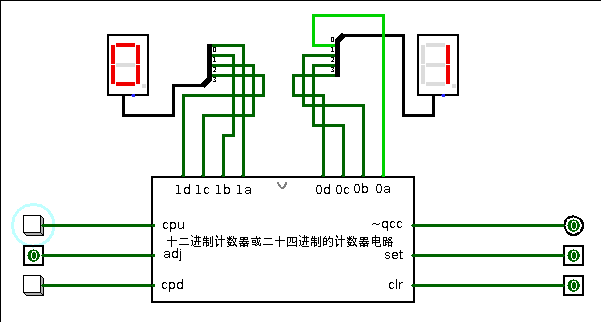 0 1 2 3
0 1 2 3
1d 1c 1b 1a 0d 0c 0b 0a
cpu ~qcc
十二进制计数器或二十四进制的计数器电路
0 adj set 0
cpd clr 0